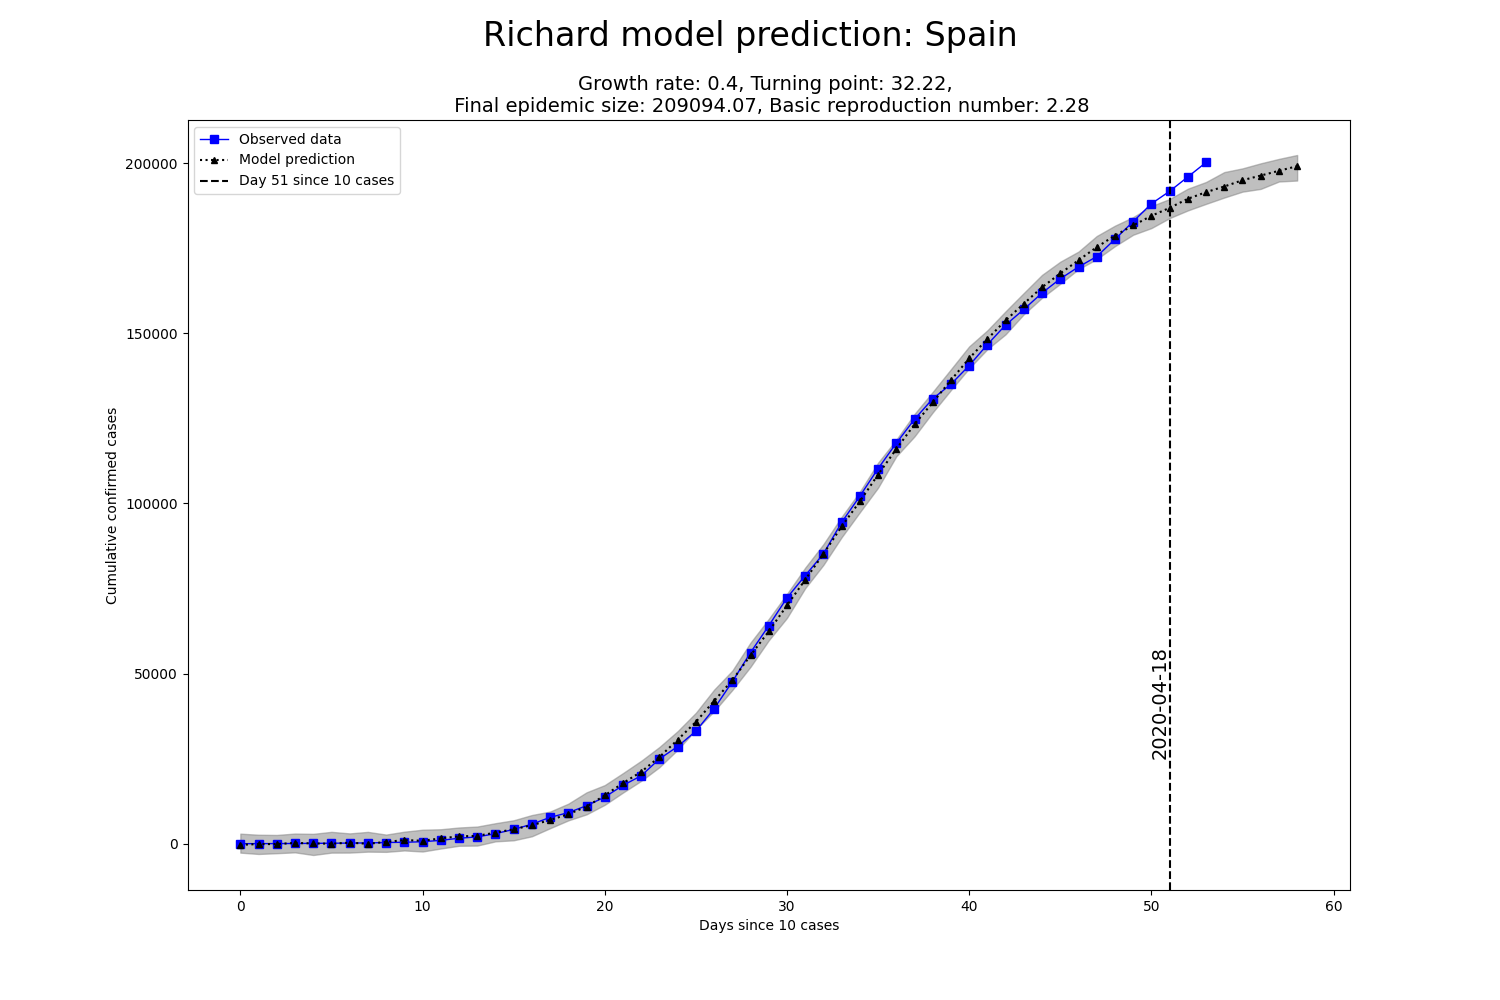 Richard model prediction: Spain
Growth rate: 0.4, Turning point: 32.22,
Final epidemic size: 209094.07, Basic reproduction number: 2.28
Observed data
Model prediction
Day 51 since 10 cases
200000
150000
100000
50000
0
Cumulative confirmed cases
2020-04-18
0 10 20 30 40 50 60
Days since 10 cases